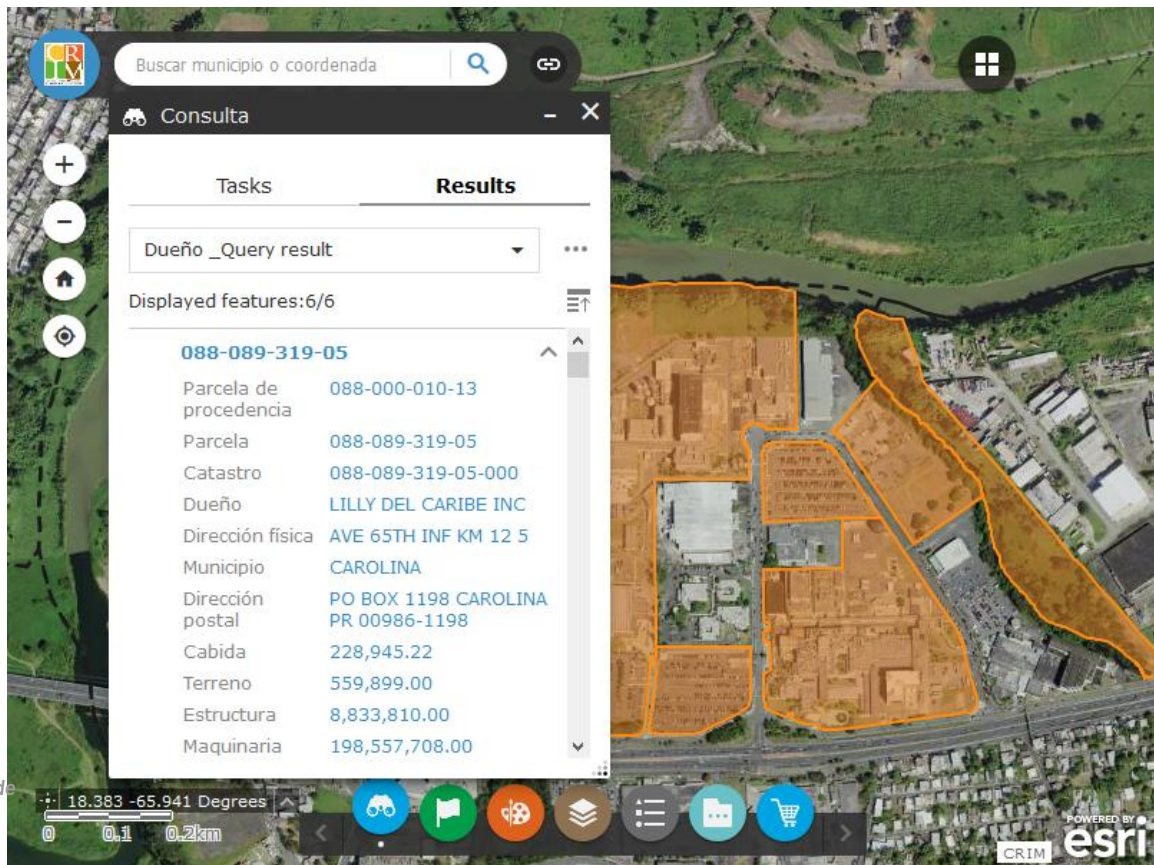 CRIM
Buscar municipio o coordenada
Consulta
Tasks Results
Dueño _Query result
Displayed features:6/6
088-089-319-05
Parcela de procedencia 088-000-010-13
Parcela 088-089-319-05
Catastro 088-089-319-05-000
Dueño LILLY DEL CARIBE INC
Dirección física AVE 65TH INF KM 12 5
Municipio CAROLINA
Dirección postal PO BOX 1198 CAROLINA PR 00986-1198
Cabida 228,945.22
Terreno 559,899.00
Estructura 8,833,810.00
Maquinaria 198,557,708.00
de
18.383 -65.941 Degrees
0 0.1 0.2km
POWERED BY
esri
CRIM